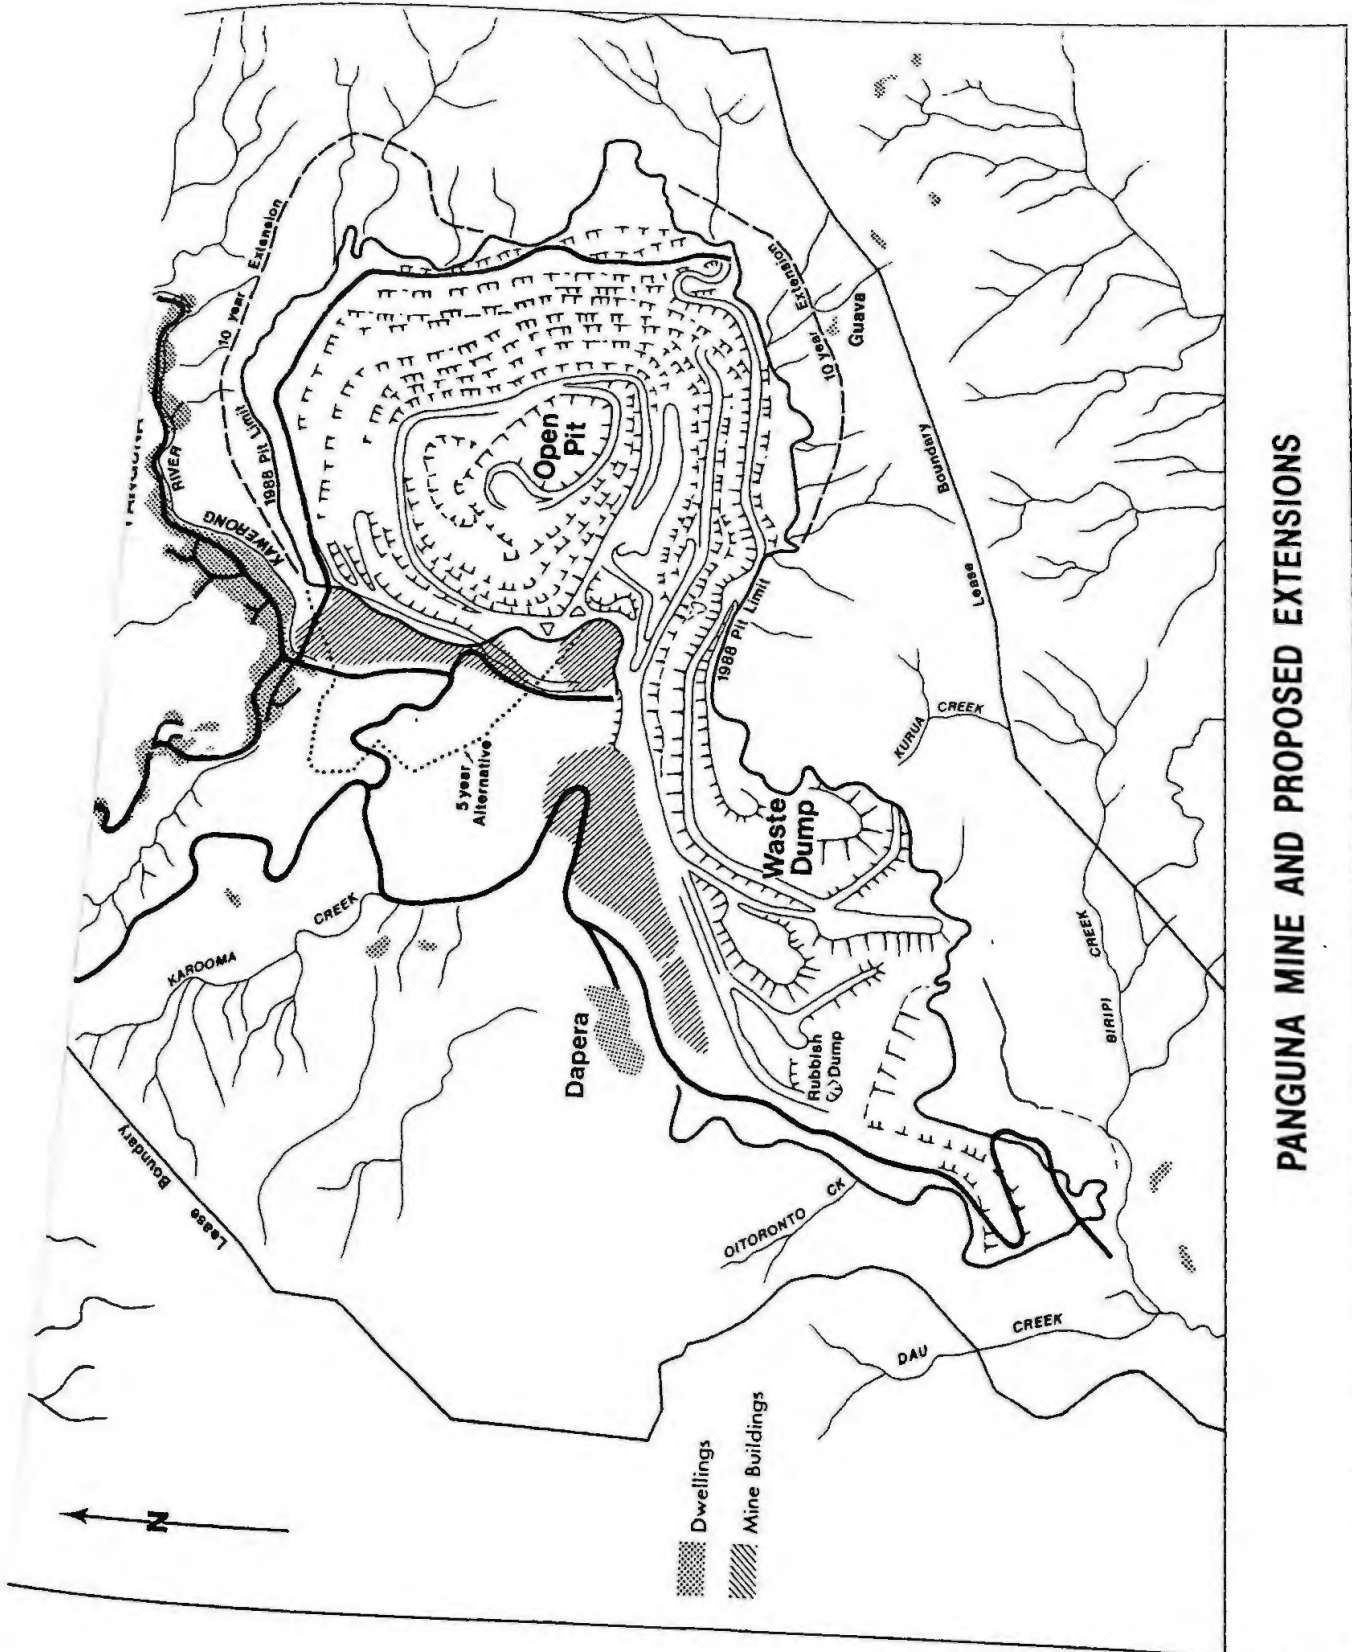 PANGUNA
RIVER
KAWERONG
10 year Extension
1988 Pit Limit
Open
Pit
10 year Extension
Guava
Lease Boundary
1988 Pit Limit
5 year
Alternative
KURUA CREEK
Waste
Dump
KAROOMA CREEK
Dapera
Rubbish
Dump
BIRIPI CREEK
Lease Boundary
OITORONTO CK
DAU CREEK
N
Dwellings
Mine Buildings
PANGUNA MINE AND PROPOSED EXTENSIONS